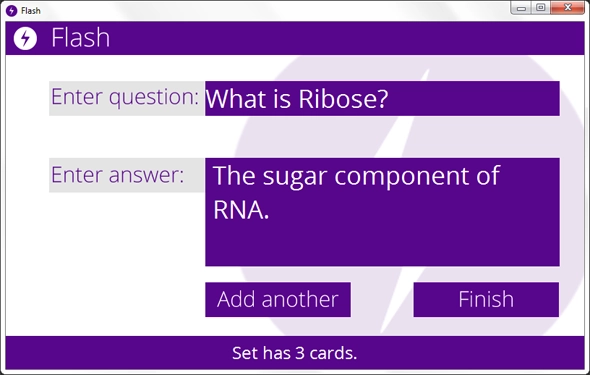 Flash
Flash
Enter question:
What is Ribose?
Enter answer:
The sugar component of
RNA.
Add another
Finish
Set has 3 cards.